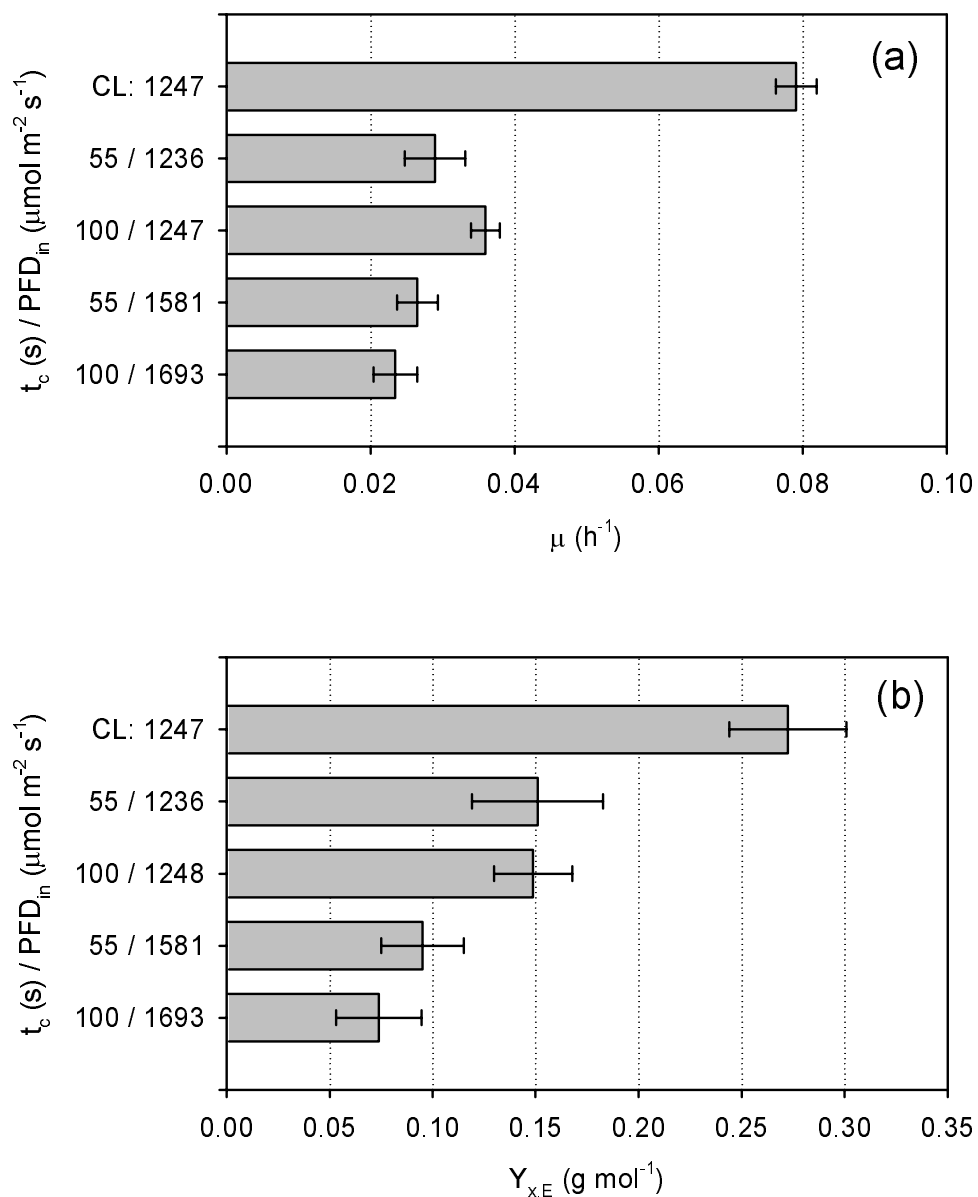 (a)
CL: 1247
55 / 1236
100 / 1247
55 / 1581
100 / 1693
t_c (s) / PFD_in (μmol m⁻² s⁻¹)
0.00 0.02 0.04 0.06 0.08 0.10
μ (h⁻¹)
(b)
CL: 1247
55 / 1236
100 / 1248
55 / 1581
100 / 1693
t_c (s) / PFD_in (μmol m⁻² s⁻¹)
0.00 0.05 0.10 0.15 0.20 0.25 0.30 0.35
Y_x,E (g mol⁻¹)